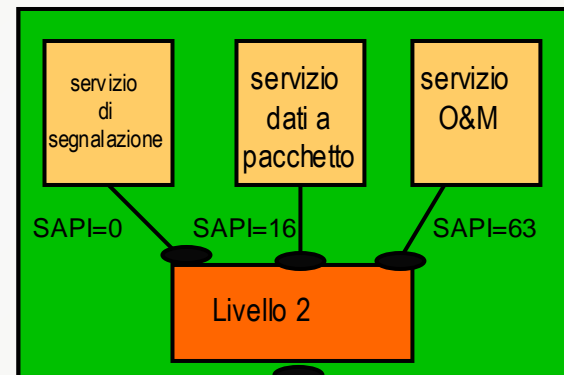 servizio
di
segnalazione
servizio
dati a
pacchetto
servizio
O&M
SAPI=0
SAPI=16
SAPI=63
Livello 2